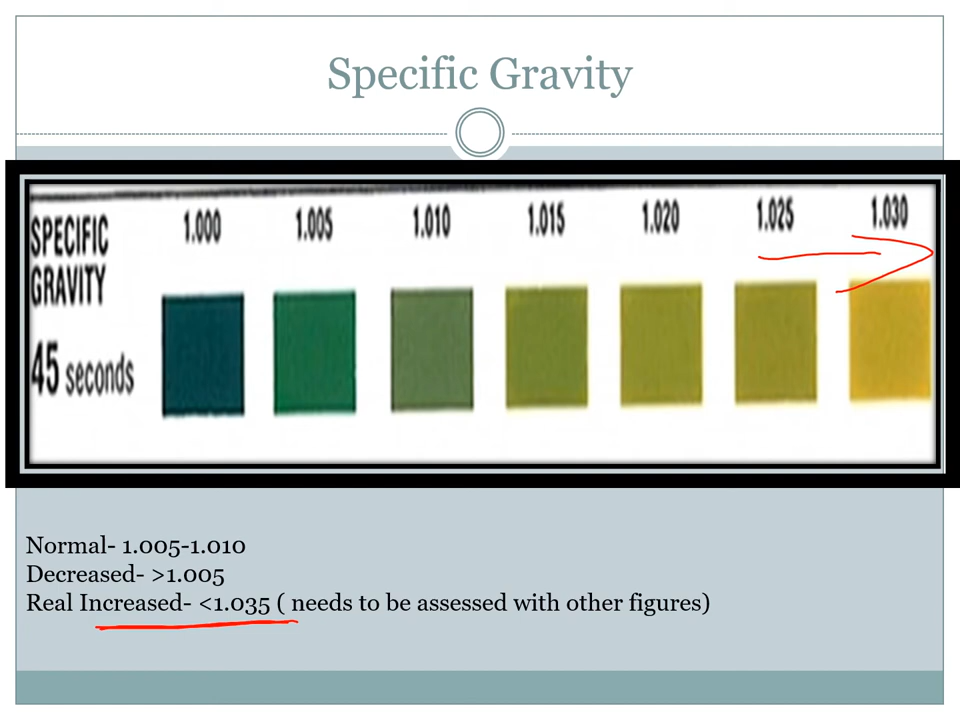 Specific Gravity
SPECIFIC GRAVITY 1.000 1.005 1.010 1.015 1.020 1.025 1.030
45 seconds
Normal- 1.005-1.010
Decreased- >1.005
Real Increased- <1.035 ( needs to be assessed with other figures)